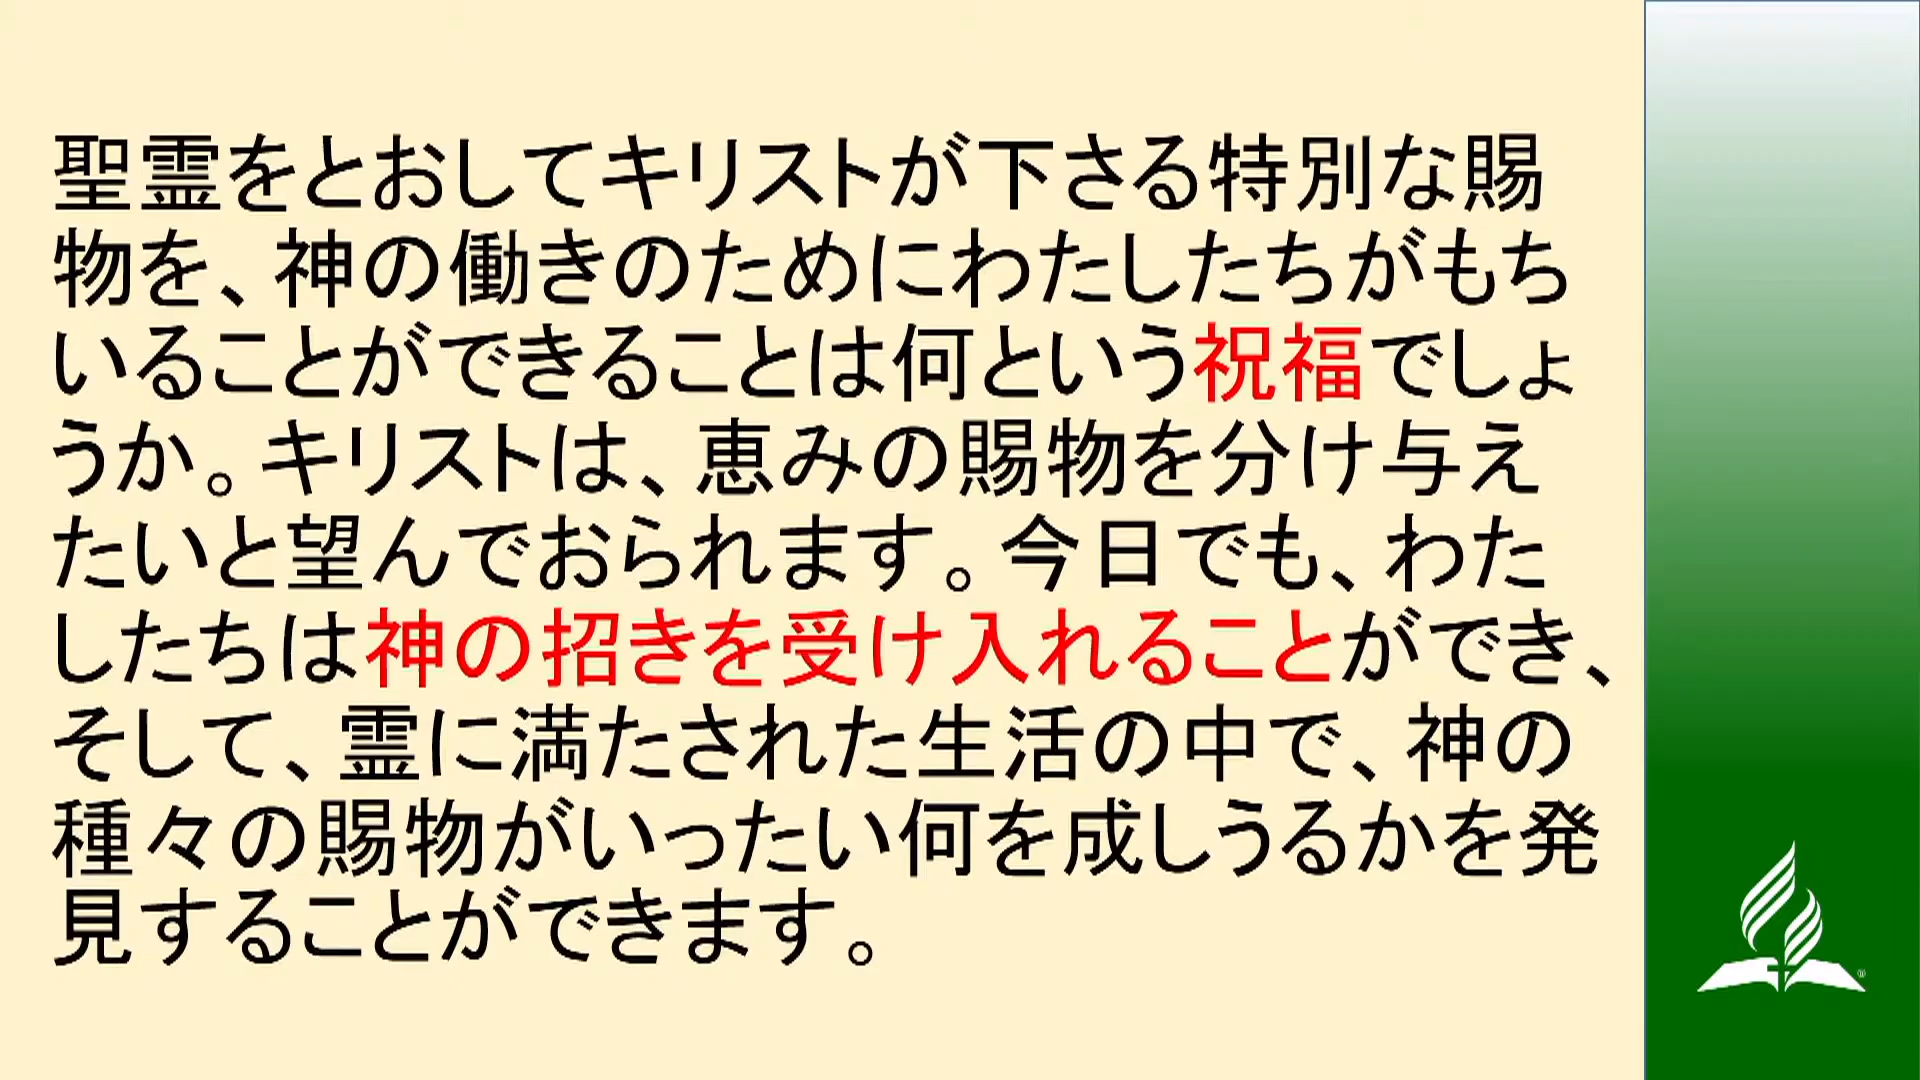 聖霊をとおしてキリストが下さる特別な賜
物を、神の働きのためにわたしたちがもち
いることができることは何という祝福でしょ
うか。キリストは、恵みの賜物を分け与え
たいと望んでおられます。今日でも、わた
したちは神の招きを受け入れることができ、
そして、霊に満たされた生活の中で、神の
種々の賜物がいったい何を成しうるかを発
見することができます。
®